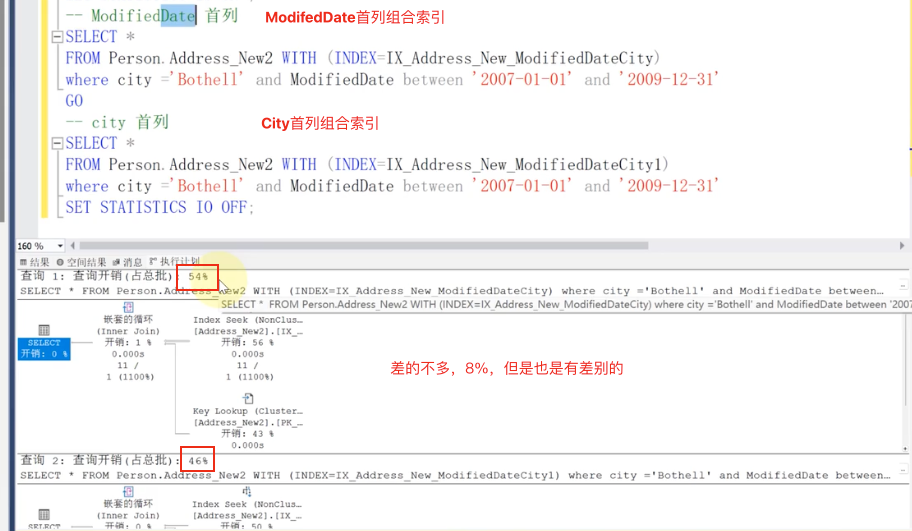 -- ModifiedDate 首列
ModifedDate首列组合索引
SELECT *
FROM Person.Address_New2 WITH (INDEX=IX_Address_New_ModifiedDateCity)
where city ='Bothell' and ModifiedDate between '2007-01-01' and '2009-12-31'
GO
-- city 首列
City首列组合索引
SELECT *
FROM Person.Address_New2 WITH (INDEX=IX_Address_New_ModifiedDateCity1)
where city ='Bothell' and ModifiedDate between '2007-01-01' and '2009-12-31'
SET STATISTICS IO OFF;
160 %
结果 空间结果 消息 执行计划
查询 1: 查询开销(占总批): 54%
SELECT * FROM Person.Address_New2 WITH (INDEX=IX_Address_New_ModifiedDateCity) where city ='Bothell' and ModifiedDate between...
SELECT * FROM Person.Address_New2 WITH (INDEX=IX_Address_New_ModifiedDateCity) where city ='Bothell' and ModifiedDate between '2007
SELECT
开销: 0 %
嵌套的循环
(Inner Join)
开销: 1 %
0.000s
11 /
1 (1100%)
Index Seek (NonClus…
[Address_New2].[IX_…
开销: 56 %
0.000s
11 /
1 (1100%)
差的不多，8%，但是也是有差别的
Key Lookup (Cluster…
[Address_New2].[PK_…
开销: 43 %
0.000s
查询 2: 查询开销(占总批): 46%
SELECT * FROM Person.Address_New2 WITH (INDEX=IX_Address_New_ModifiedDateCity1) where city ='Bothell' and ModifiedDate between…
SELECT
嵌套的循环
(Inner Join)
开销: 0 %
Index Seek (NonClus…
[Address_New2].[IX_…
开销: 50 %